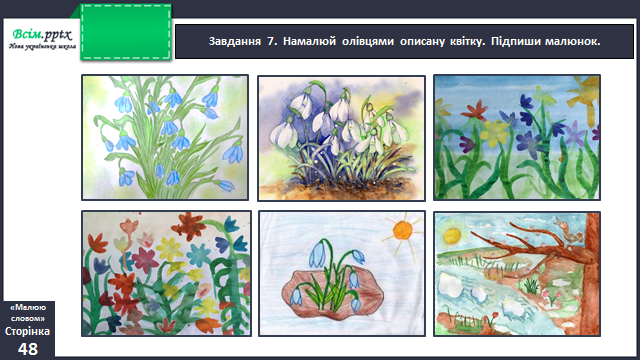 Всім.pptx
Нова українська школа
Завдання 7. Намалюй олівцями описану квітку. Підпиши малюнок.
«Малюю
словом»
Сторінка
48